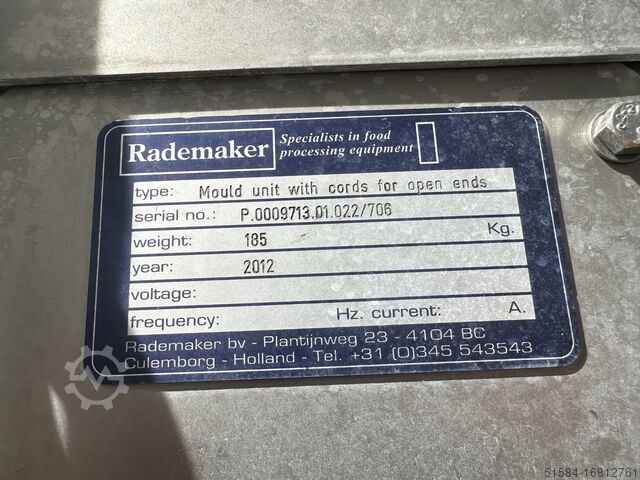 Rademaker
Specialists in food
processing equipment
type: Mould unit with cords for open ends
serial no.: P.0009713.01.022/706
weight: 185 Kg.
year: 2012
voltage:
frequency: Hz. current: A.
Rademaker bv - Plantijnweg 23 - 4104 BC
Culemborg - Holland - Tel. +31 (0)345 543543
51584-16812761